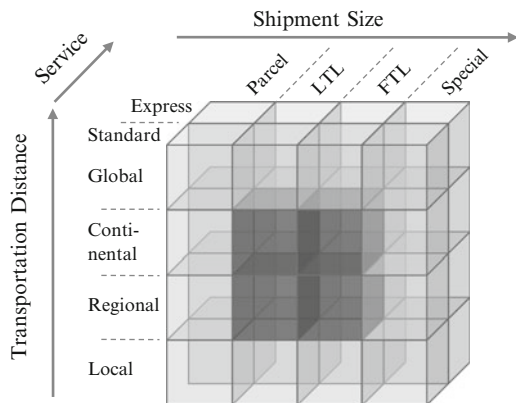 Shipment Size
Service
Parcel
LTL
FTL
Special
Express
Standard
Transportation Distance
Global
Conti-
nental
Regional
Local